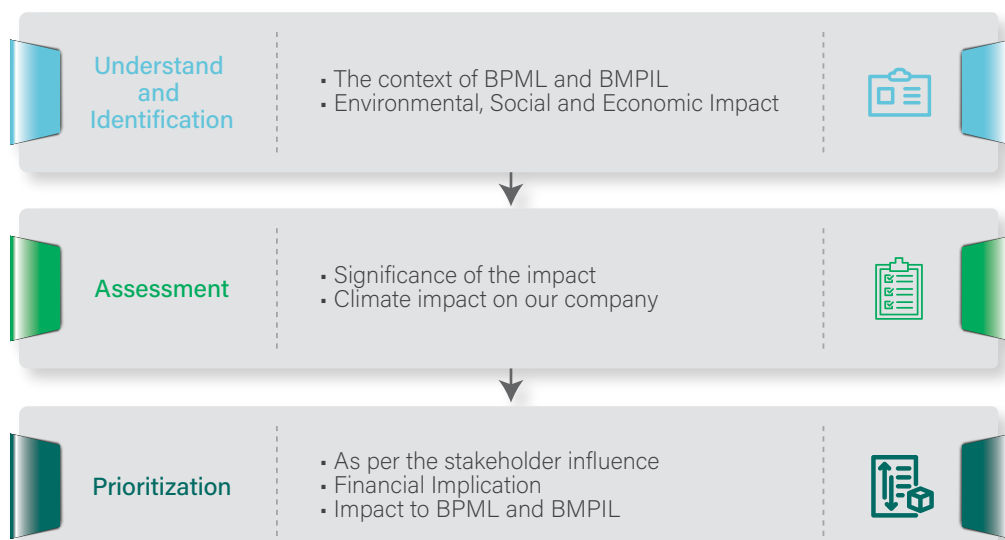 Understand
and
Identification
▪ The context of BPML and BMPIL
▪ Environmental, Social and Economic Impact
Assessment
▪ Significance of the impact
▪ Climate impact on our company
Prioritization
▪ As per the stakeholder influence
▪ Financial Implication
▪ Impact to BPML and BMPIL